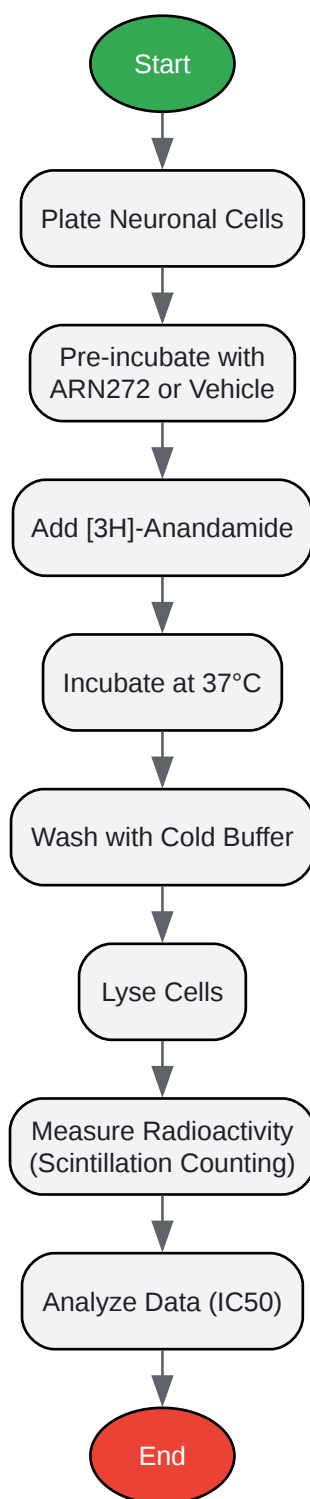 Start
Plate Neuronal Cells
Pre-incubate with
ARN272 or Vehicle
Add [3H]-Anandamide
Incubate at 37°C
Wash with Cold Buffer
Lyse Cells
Measure Radioactivity
(Scintillation Counting)
Analyze Data (IC50)
End